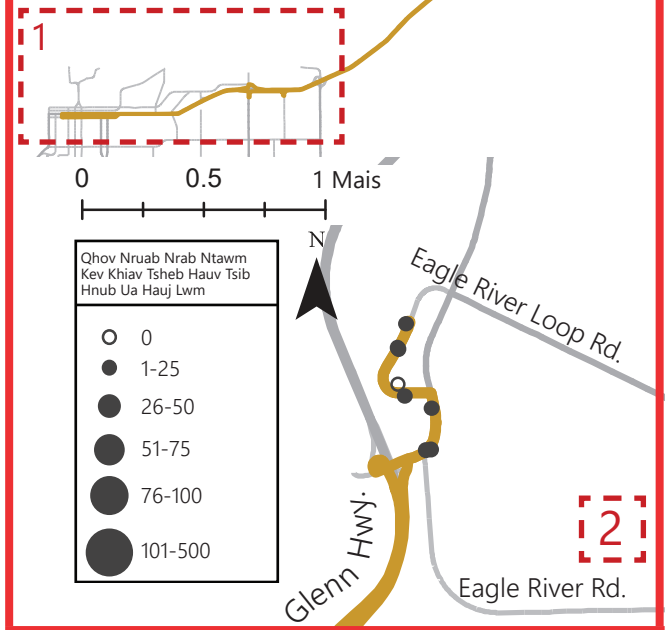 1
0 0.5 1 Mais
N
Qhov Nruab Nrab Ntawm
Kev Khiav Tsheb Hauv Tsib
Hnub Ua Hauj Lwm
0
1-25
26-50
51-75
76-100
101-500
Eagle River Loop Rd.
Glenn Hwy.
2
Eagle River Rd.